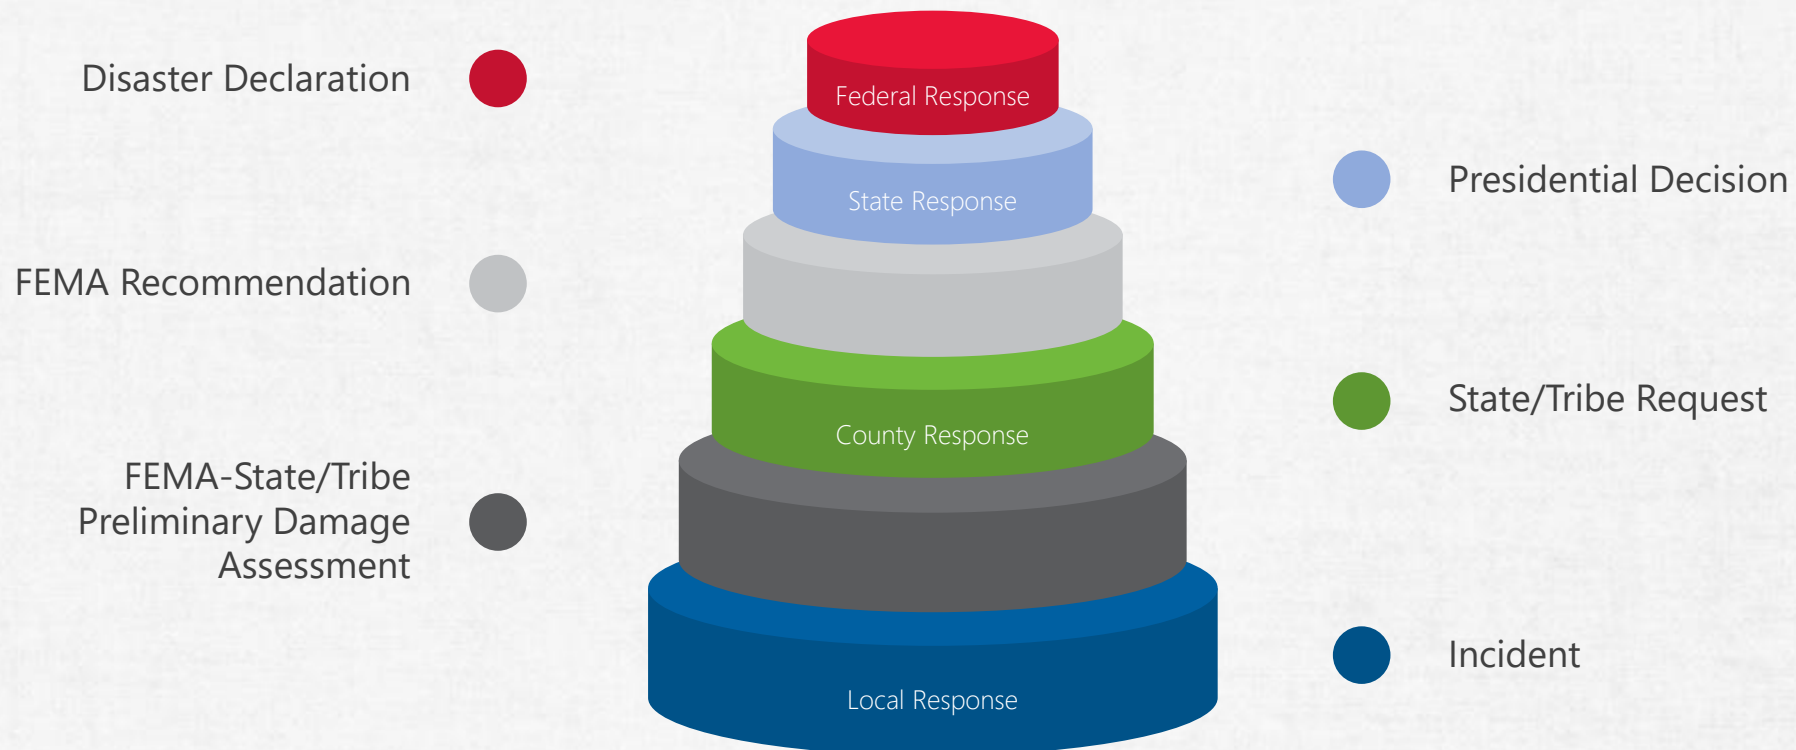 Disaster Declaration
Federal Response
Presidential Decision
State Response
FEMA Recommendation
State/Tribe Request
County Response
FEMA-State/Tribe
Preliminary Damage
Assessment
Incident
Local Response